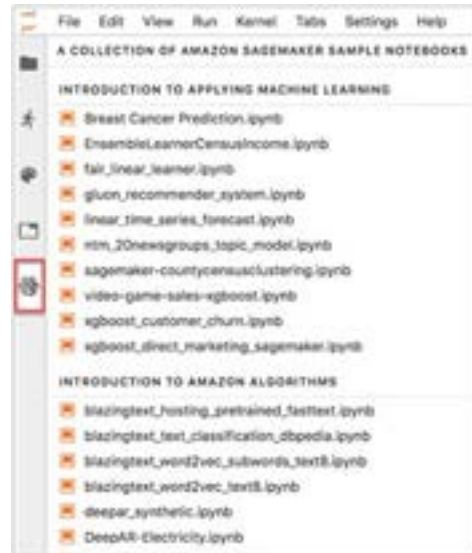 File Edit View Run Kernel Tabs Settings Help
A COLLECTION OF AMAZON SAGEMAKER SAMPLE NOTEBOOKS
INTRODUCTION TO APPLYING MACHINE LEARNING
Breast Cancer Prediction.ipynb
EnsembleLearnerCensusIncome.ipynb
fair_linear_learner.ipynb
gluon_recommender_system.ipynb
linear_time_series_forecast.ipynb
ntm_20newsgroups_topic_model.ipynb
sagemaker-countycensusclustering.ipynb
video-game-sales-xgboost.ipynb
xgboost_customer_churn.ipynb
xgboost_direct_marketing_sagemaker.ipynb
INTRODUCTION TO AMAZON ALGORITHMS
blazingtext_hosting_pretrained_fasttext.ipynb
blazingtext_text_classification_dbpedia.ipynb
blazingtext_word2vec_subwords_text8.ipynb
blazingtext_word2vec_text8.ipynb
deepar_synthetic.ipynb
DeepAR-Electricity.ipynb